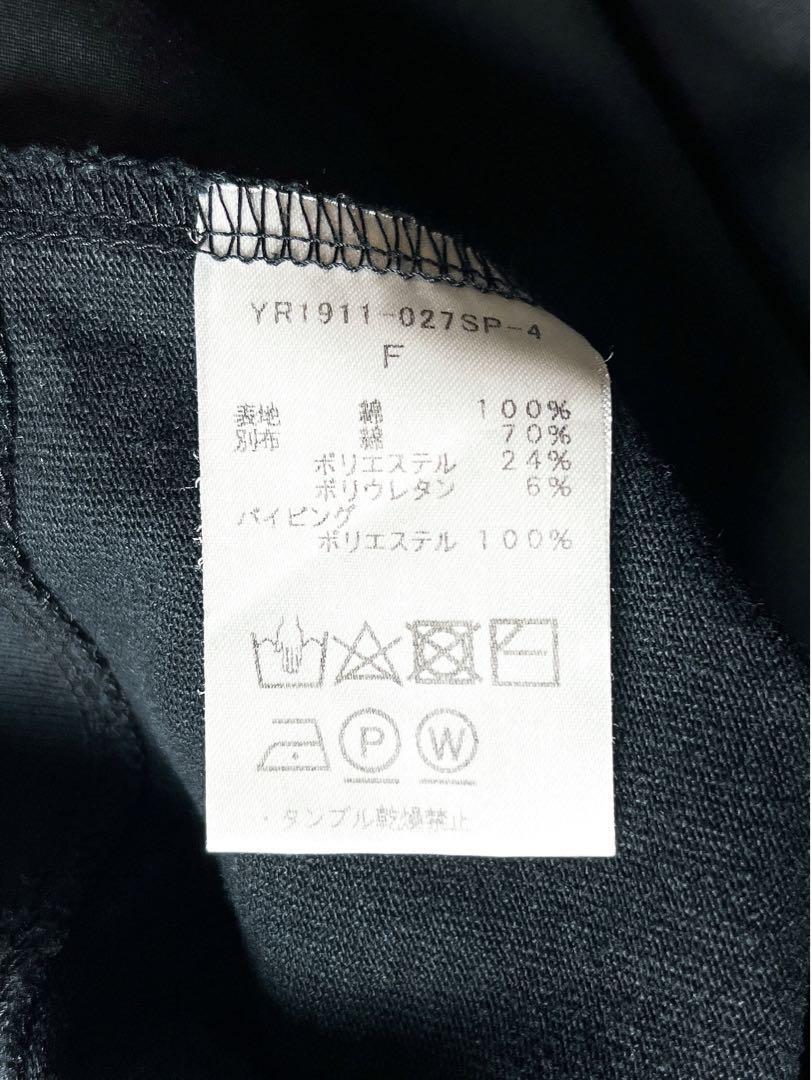 YR1911-027SP-4
F
表地 綿 100%
別布 綿 70%
ポリエステル 24%
ポリウレタン 6%
パイピング
ポリエステル 100%
P W
・タンブル乾燥禁止